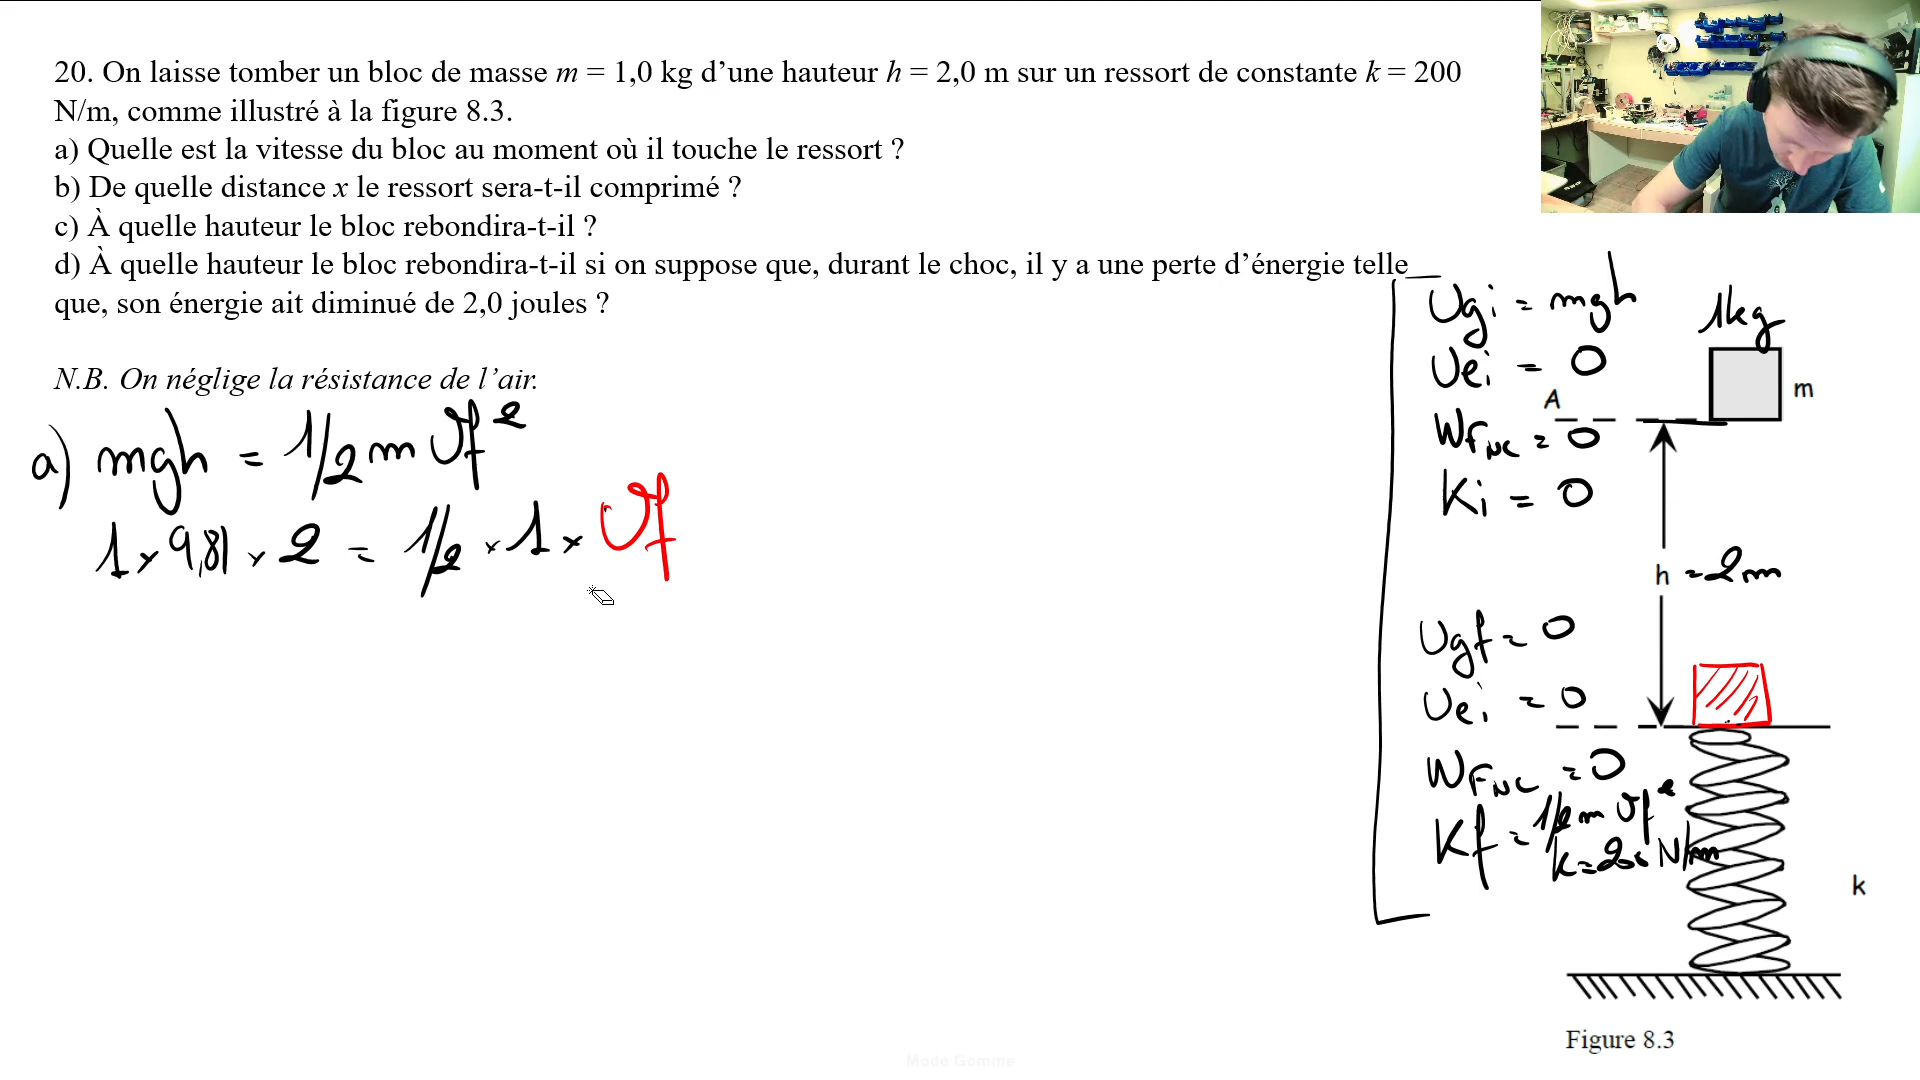 20. On laisse tomber un bloc de masse m = 1,0 kg d’une hauteur h = 2,0 m sur un ressort de constante k = 200
N/m, comme illustré à la figure 8.3.
a) Quelle est la vitesse du bloc au moment où il touche le ressort ?
b) De quelle distance x le ressort sera-t-il comprimé ?
c) À quelle hauteur le bloc rebondira-t-il ?
d) À quelle hauteur le bloc rebondira-t-il si on suppose que, durant le choc, il y a une perte d’énergie telle
que, son énergie ait diminué de 2,0 joules ?
N.B. On néglige la résistance de l’air.
a) mgh = 1/2 m vf²
1 × 9,81 × 2 = 1/2 × 1 × vf
Ugi = mgh
Uei = 0
WFNC = 0
Ki = 0
Ugf = 0
Uei = 0
WFNC = 0
Kf = 1/2 m vf²
k = 200 N/m
1kg
m
A
h = 2m
k
Figure 8.3
Mode Gomme